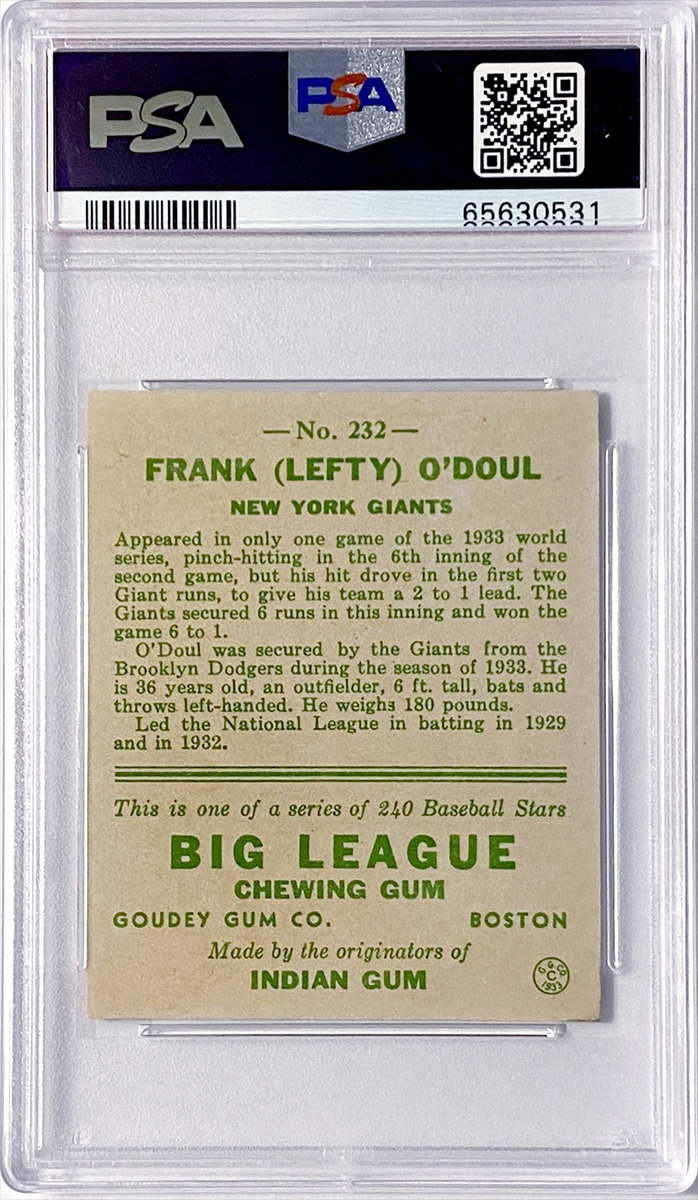 PSA
PSA
65630531
—No. 232—
FRANK (LEFTY) O'DOUL
NEW YORK GIANTS
Appeared in only one game of the 1933 world
series, pinch-hitting in the 6th inning of the
second game, but his hit drove in the first two
Giant runs, to give his team a 2 to 1 lead. The
Giants secured 6 runs in this inning and won the
game 6 to 1.
O'Doul was secured by the Giants from the
Brooklyn Dodgers during the season of 1933. He
is 36 years old, an outfielder, 6 ft. tall, bats and
throws left-handed. He weighs 180 pounds.
Led the National League in batting in 1929
and in 1932.
This is one of a series of 240 Baseball Stars
BIG LEAGUE
CHEWING GUM
GOUDEY GUM CO. BOSTON
Made by the originators of
INDIAN GUM
G. G. CO.
C
1933